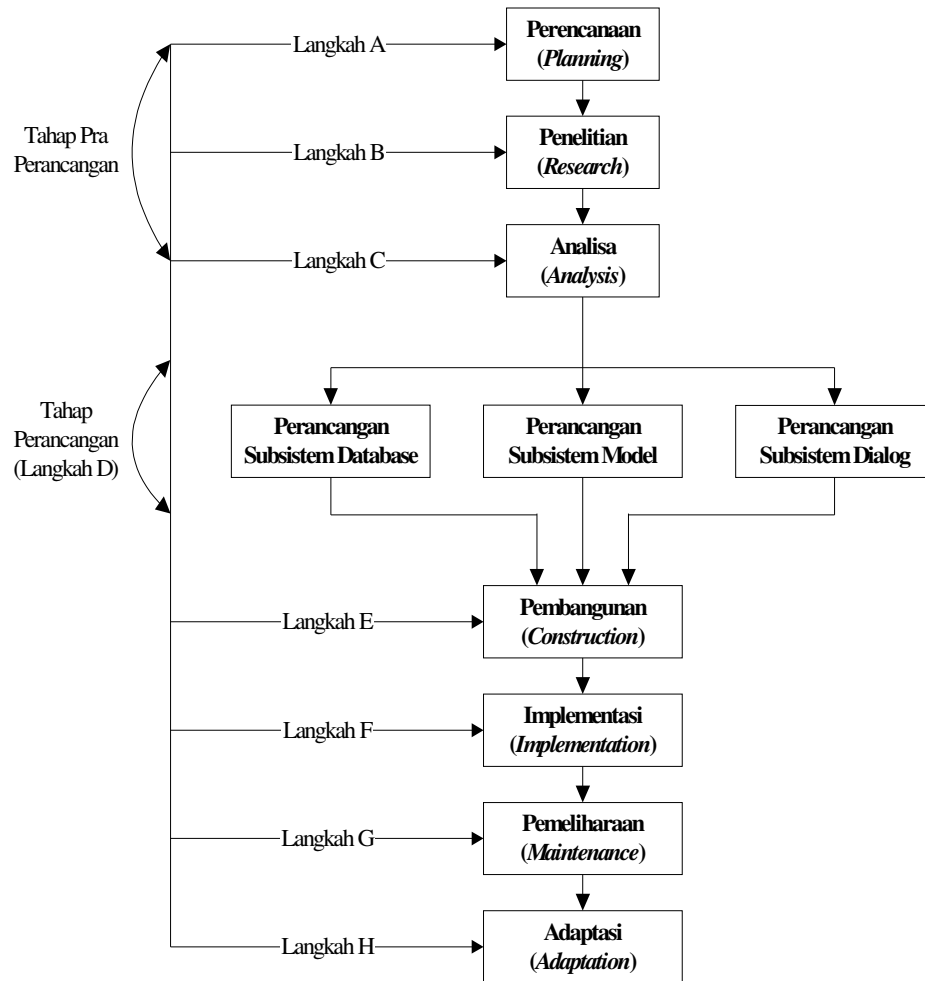 Langkah A
Perencanaan
(Planning)
Tahap Pra
Perancangan
Langkah B
Penelitian
(Research)
Langkah C
Analisa
(Analysis)
Tahap
Perancangan
(Langkah D)
Perancangan
Subsistem Database
Perancangan
Subsistem Model
Perancangan
Subsistem Dialog
Langkah E
Pembangunan
(Construction)
Langkah F
Implementasi
(Implementation)
Langkah G
Pemeliharaan
(Maintenance)
Langkah H
Adaptasi
(Adaptation)